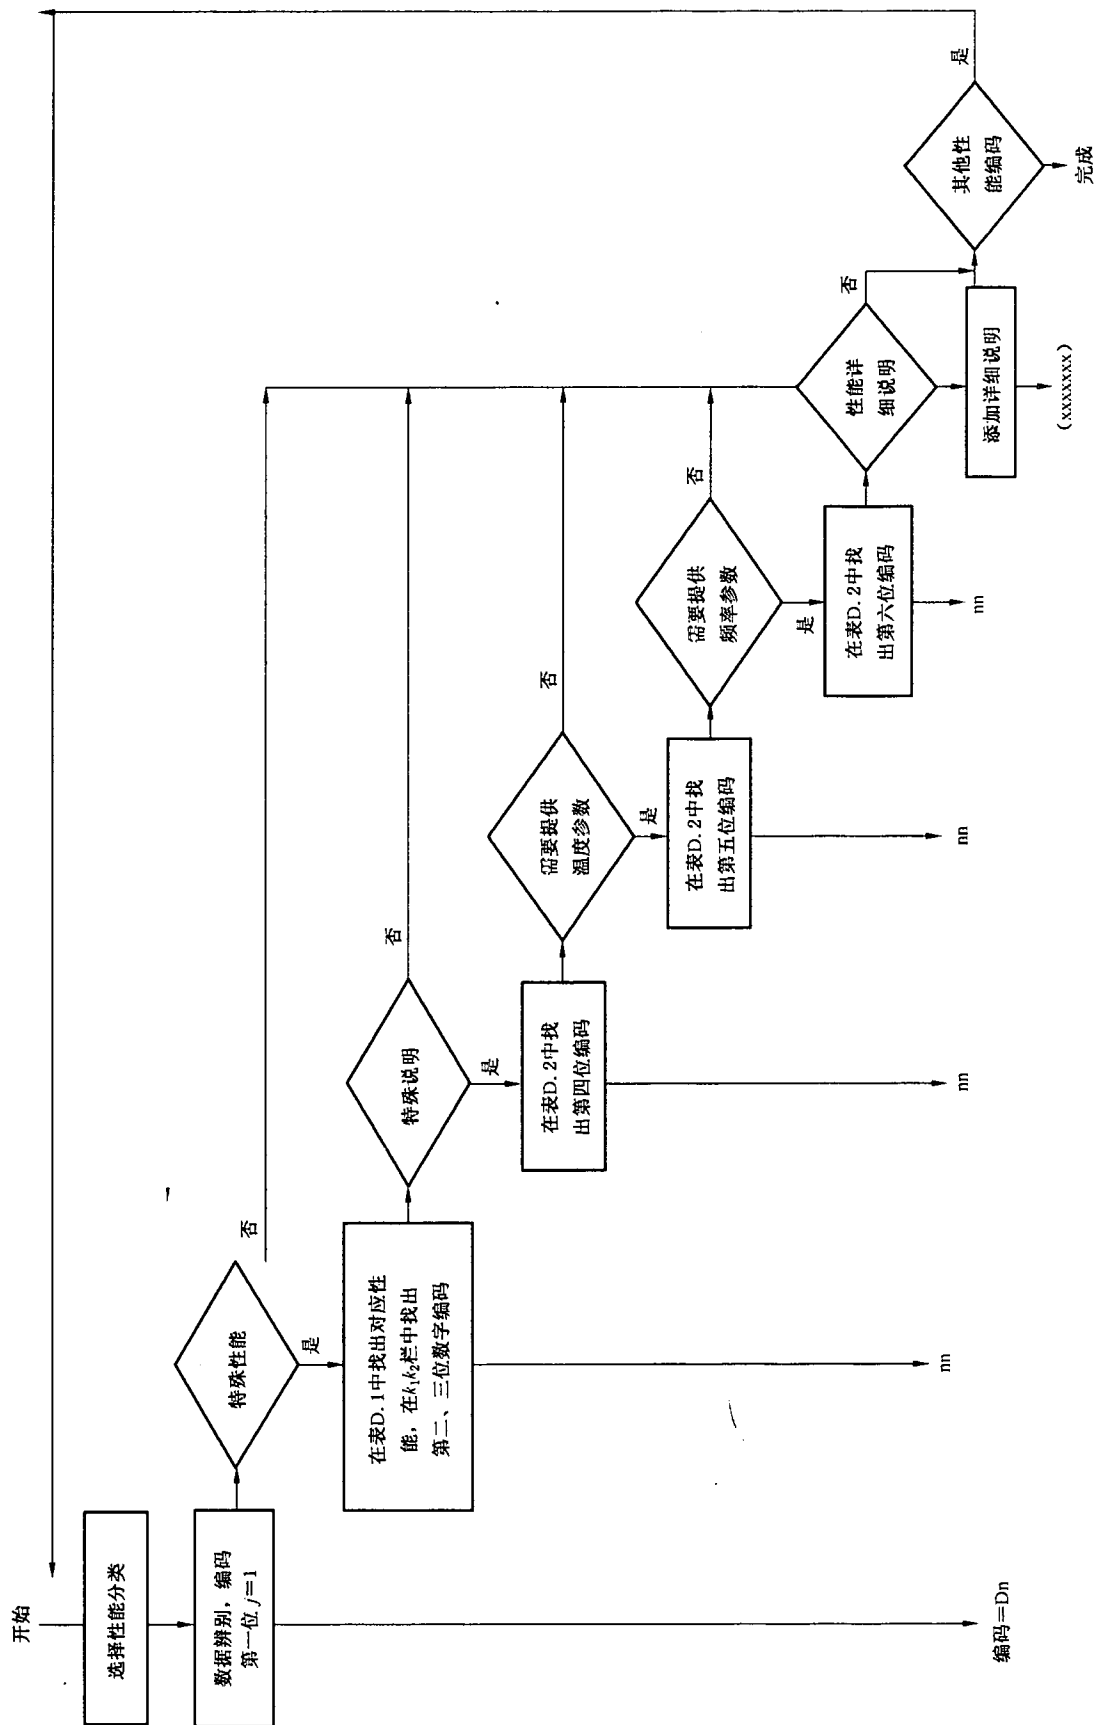 开始
选择性能分类
数据辨别，编码
第一位 j=1
编码=Dn
特殊性能
是
否
在表D.1中找出对应性
能，在k₁k₂栏中找出
第二、三位数字编码
nn
特殊说明
是
否
在表D.2中找
出第四位编码
nn
需要提供
温度参数
是
否
在表D.2中找
出第五位编码
nn
需要提供
频率参数
是
否
在表D.2中找
出第六位编码
nn
性能详
细说明
否
添加详细说明
(xxxxxxx)
其他性
能编码
是
完成